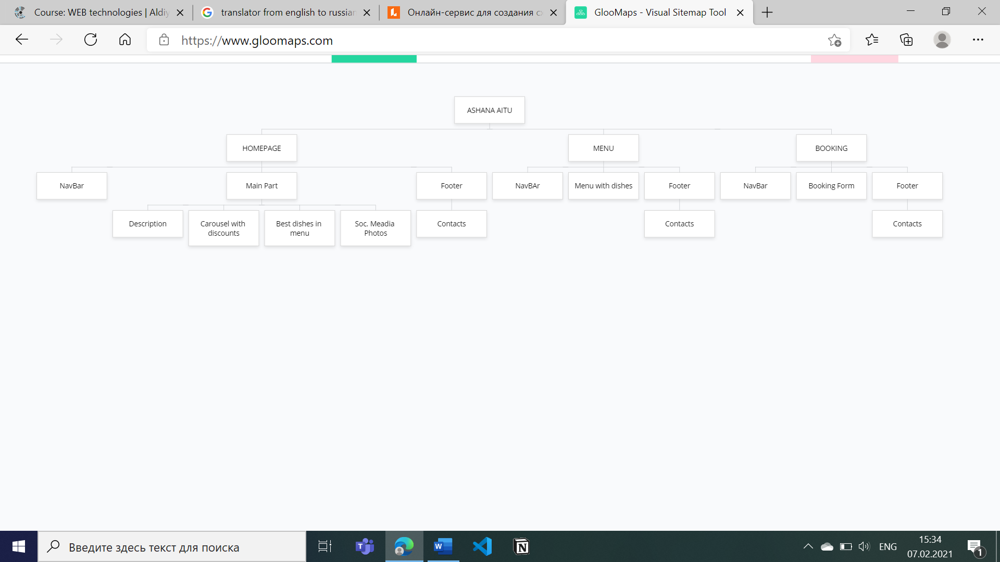 Course: WEB technologies | Aldiy
translator from english to russian
Онлайн-сервис для создания сх
GlooMaps - Visual Sitemap Tool
https://www.gloomaps.com
ASHANA AITU
HOMEPAGE
MENU
BOOKING
NavBar
Main Part
Footer
NavBAr
Menu with dishes
Footer
NavBar
Booking Form
Footer
Description
Carousel with
discounts
Best dishes in
menu
Soc. Meadia
Photos
Contacts
Contacts
Contacts
Введите здесь текст для поиска
ENG
15:34
07.02.2021
1